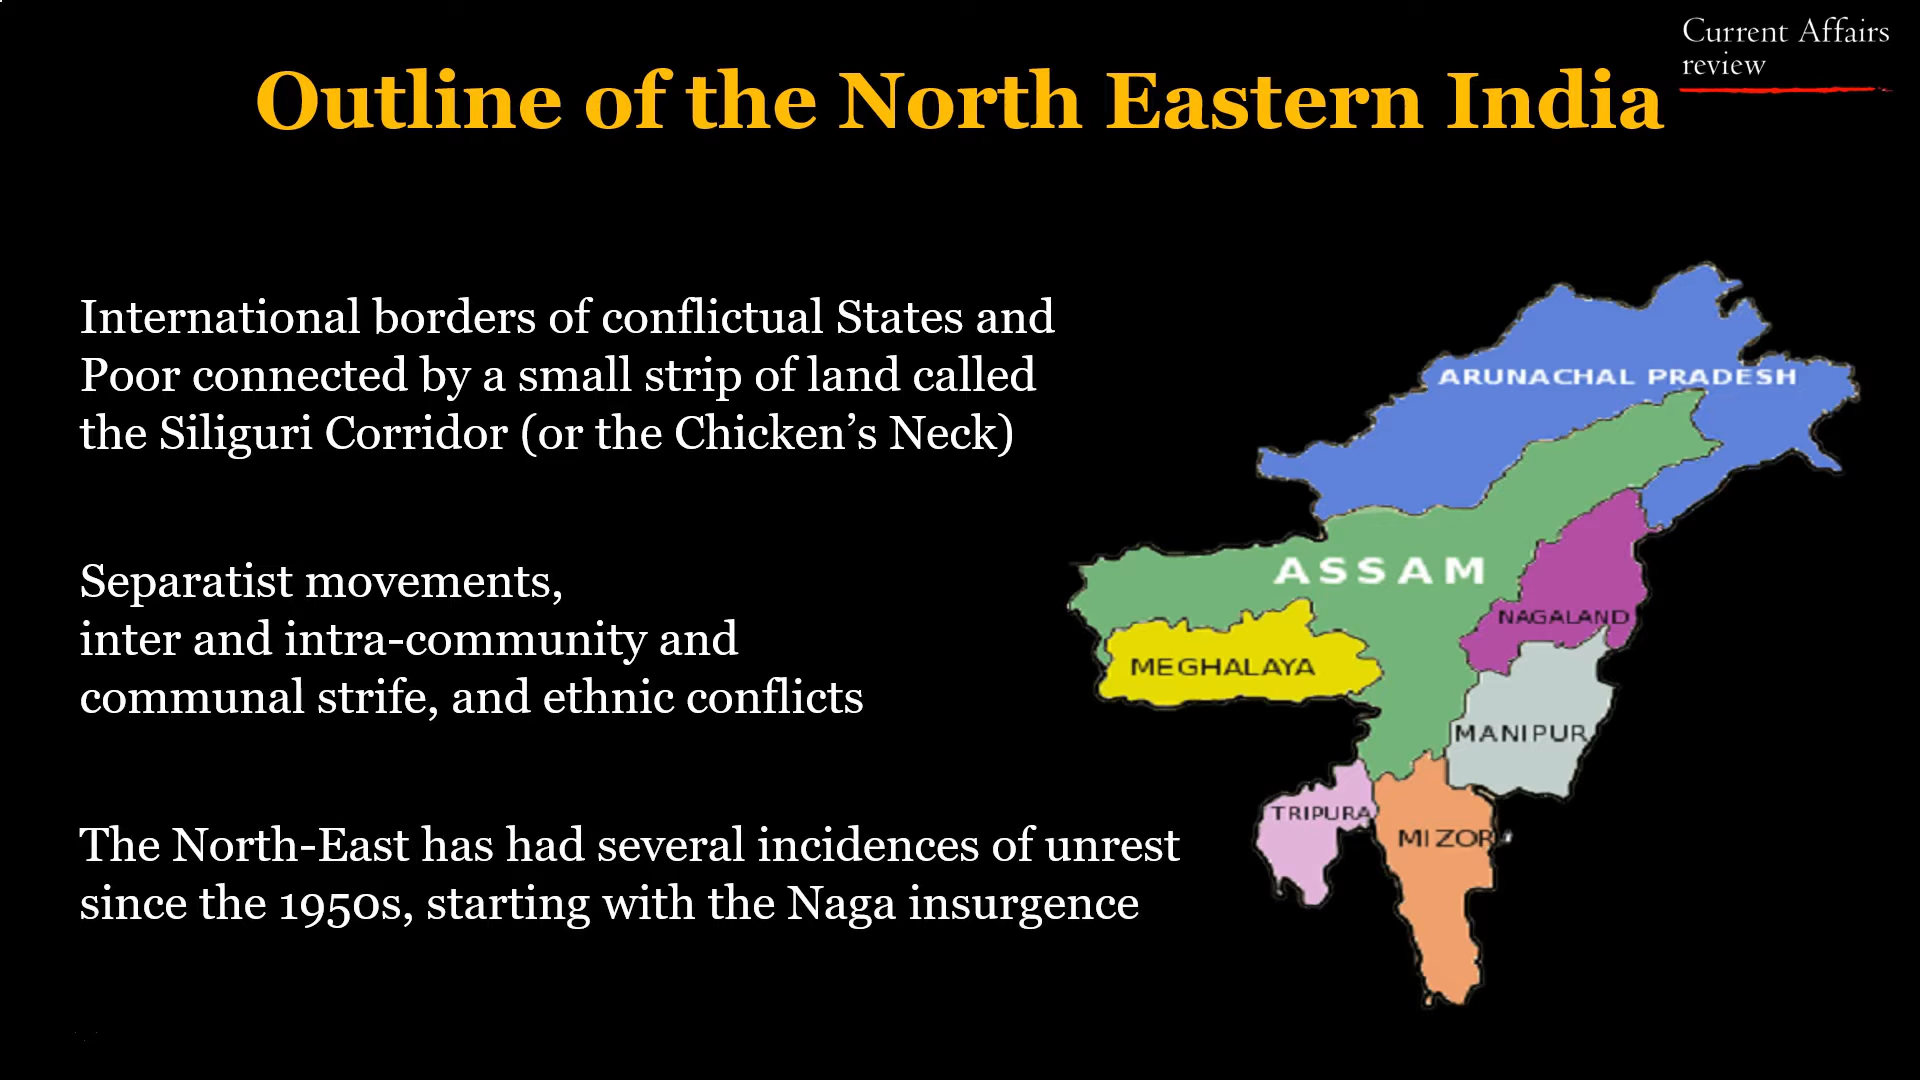 Current Affairs
review
Outline of the North Eastern India
International borders of conflictual States and
Poor connected by a small strip of land called
the Siliguri Corridor (or the Chicken’s Neck)
Separatist movements,
inter and intra-community and
communal strife, and ethnic conflicts
The North-East has had several incidences of unrest
since the 1950s, starting with the Naga insurgence
ARUNACHAL PRADESH
ASSAM
NAGALAND
MEGHALAYA
MANIPUR
TRIPURA
MIZOR